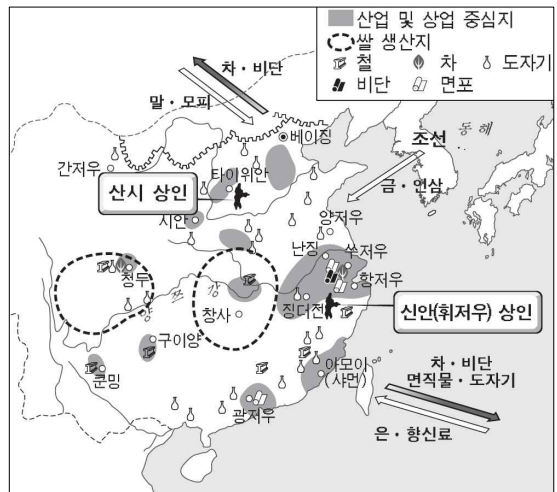 산업 및 상업 중심지
쌀 생산지
철 차 도자기
비단 면포
차·비단
말·모피
베이징
조선
동해
간저우
타이위안
산시 상인
금·인삼
시안
양저우
난징
쑤저우
항저우
청두
양쯔강
창사
징더전
신안(휘저우) 상인
구이양
쿤밍
아모이
(샤먼)
광저우
차·비단
면직물·도자기
은·향신료